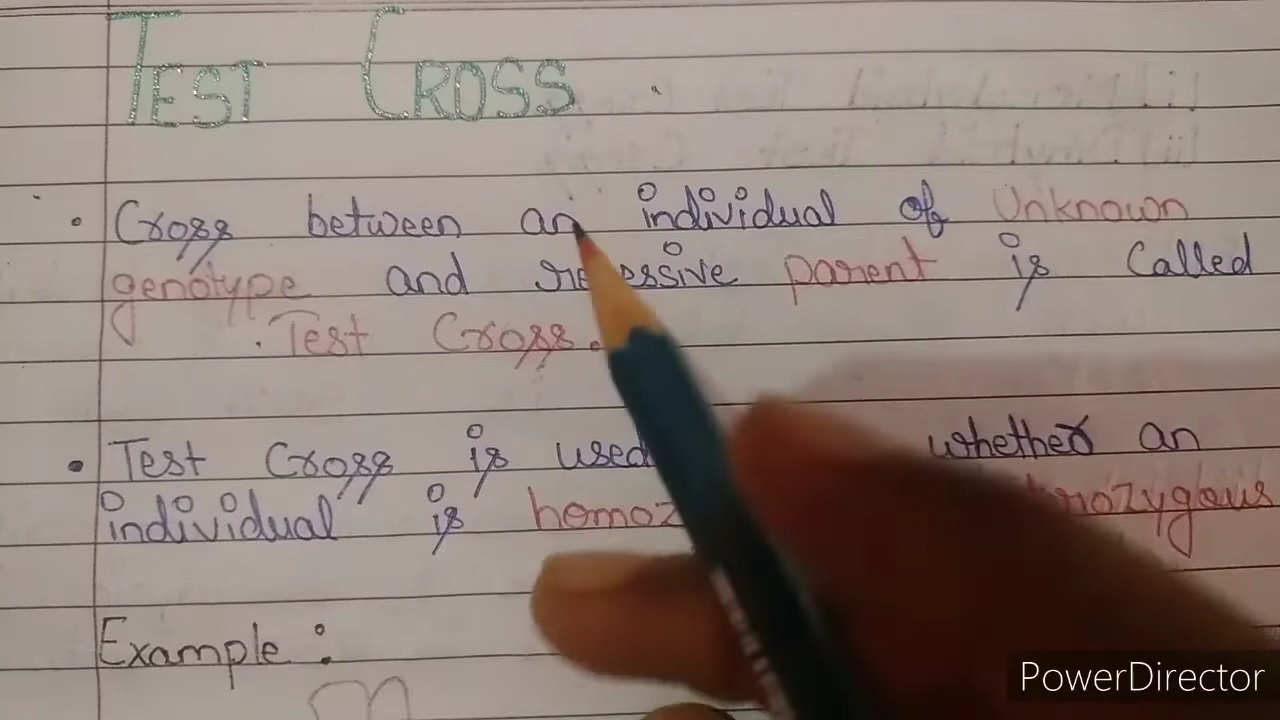 TEST CROSS
• Cross between an individual of Unknown
genotype and recessive parent is Called
Test Cross.
• Test Cross is used whether an
individual is
Example :
PowerDirector